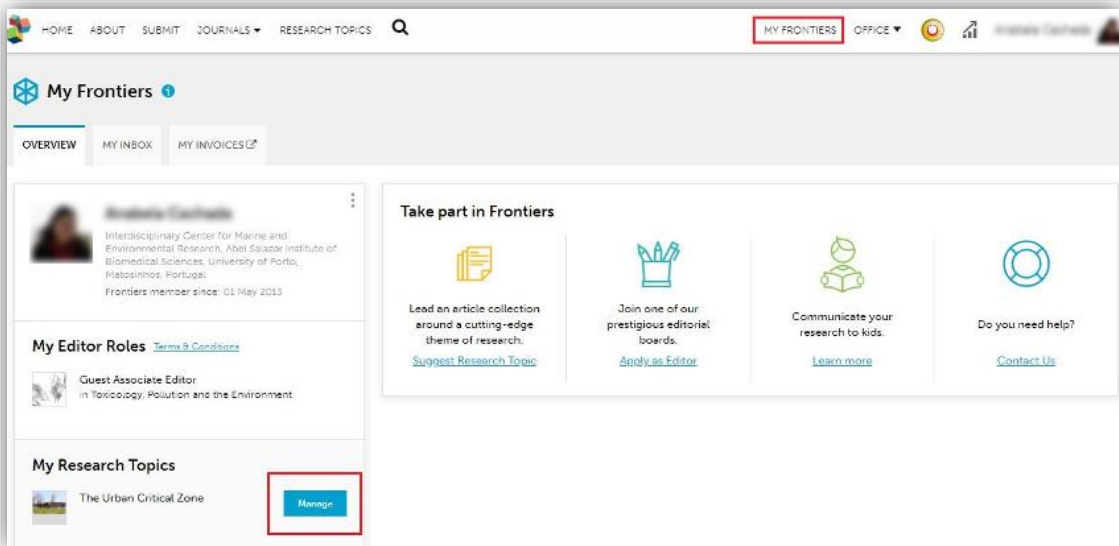 HOME ABOUT SUBMIT JOURNALS RESEARCH TOPICS MY FRONTIERS OFFICE
My Frontiers
OVERVIEW MY INBOX MY INVOICES
Interdisciplinary Center for Marine and
Environmental Research, Abel Salazar Institute of
Biomedical Sciences, University of Porto,
Matosinhos, Portugal
Frontiers member since: 01 May 2013
My Editor Roles Terms & Conditions
Guest Associate Editor
in Toxicology, Pollution and the Environment
My Research Topics
The Urban Critical Zone
Manage
Take part in Frontiers
Lead an article collection
around a cutting-edge
theme of research.
Suggest Research Topic
Join one of our
prestigious editorial
boards.
Apply as Editor
Communicate your
research to kids.
Learn more
Do you need help?
Contact Us